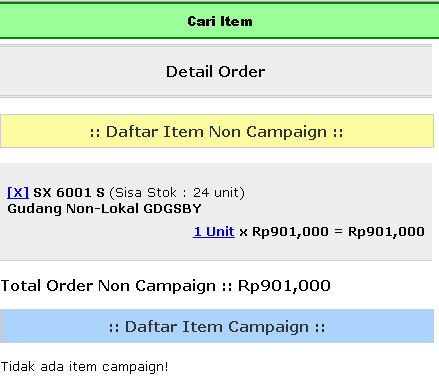 Cari Item
Detail Order
:: Daftar Item Non Campaign ::
[X] SX 6001 S (Sisa Stok : 24 unit)
Gudang Non-Lokal GDGSBY
1 Unit x Rp901,000 = Rp901,000
Total Order Non Campaign :: Rp901,000
:: Daftar Item Campaign ::
Tidak ada item campaign!